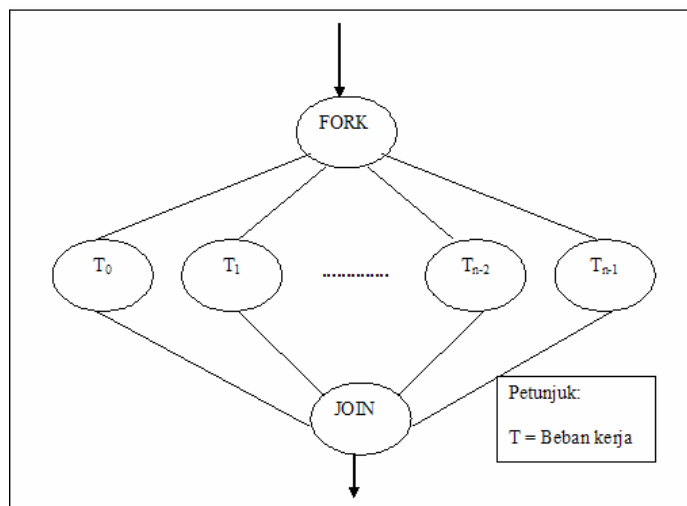 FORK
T₀ T₁ .............. Tₙ₋₂ Tₙ₋₁
JOIN
Petunjuk:
T = Beban kerja